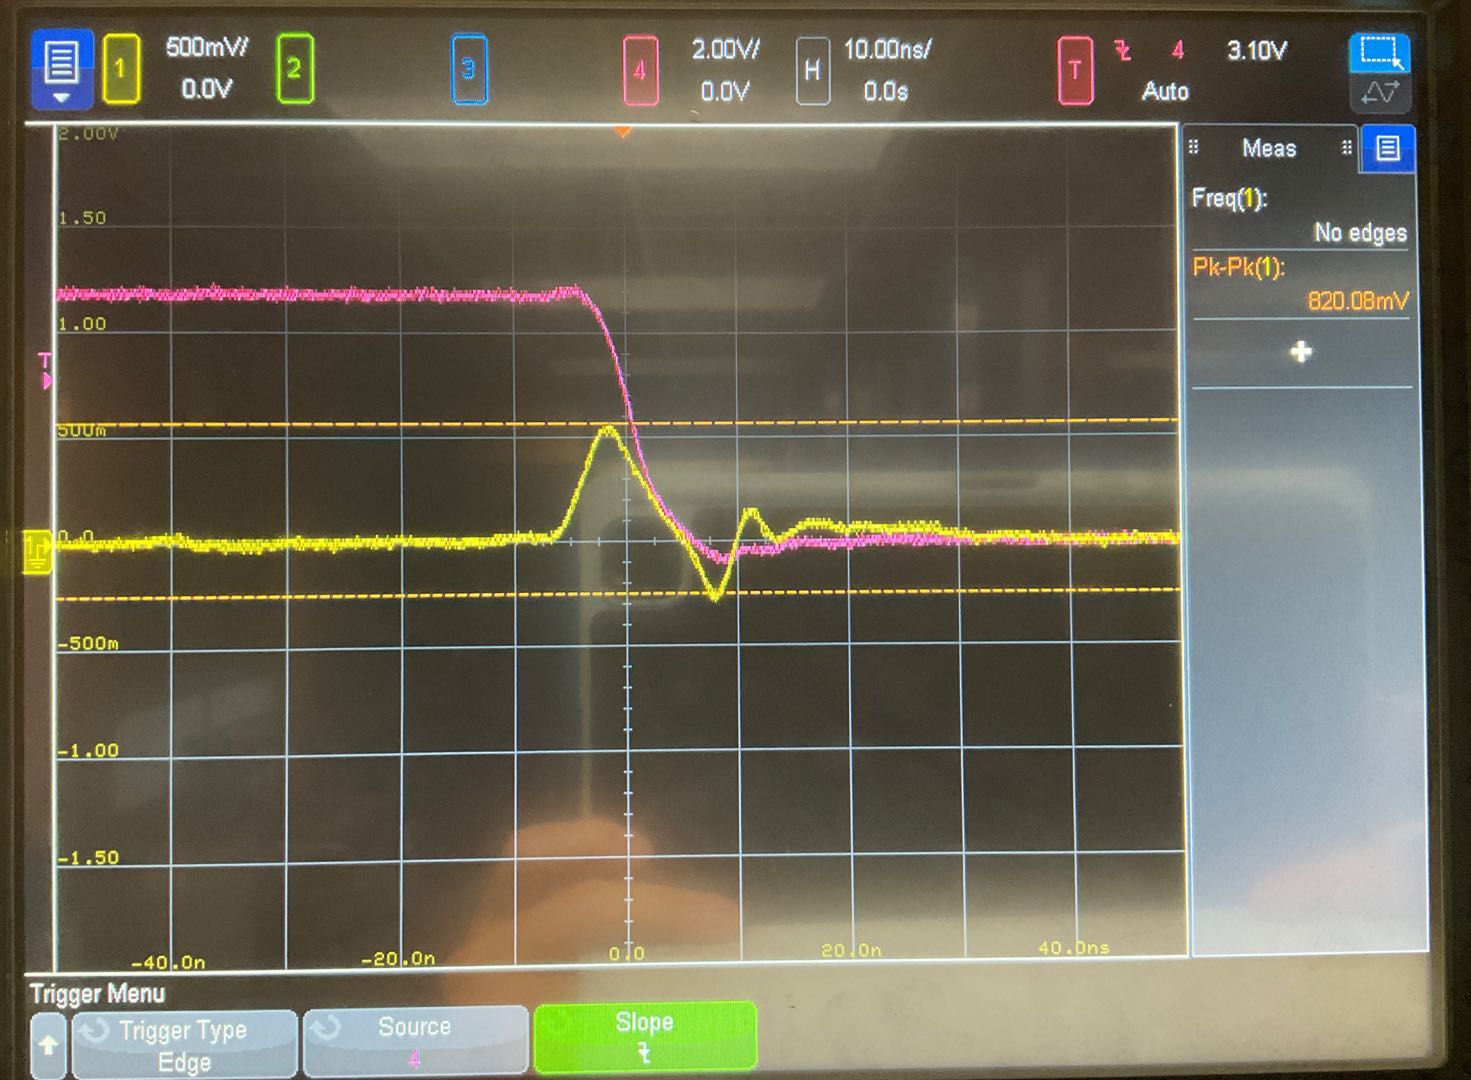 1 500mV/ 2 3 4 2.00V/ H 10.00ns/ T 4 3.10V
0.0V 0.0V 0.0s Auto
2.00V
1.50
1.00
T
500m
0.0
-500m
-1.00
-1.50
-40.0n -20.0n 0.0 20.0n 40.0ns
Meas
Freq(1):
No edges
Pk-Pk(1):
820.08mV
Trigger Menu
Trigger Type
Edge
Source
4
Slope